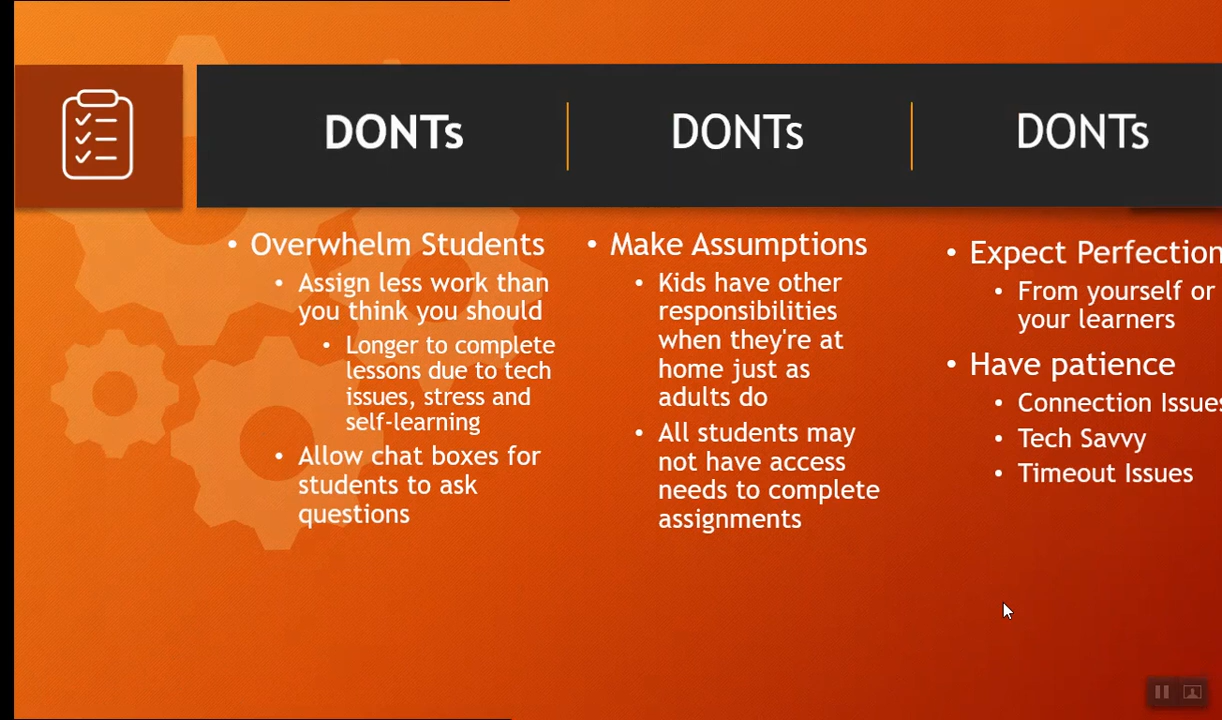 DONTs
DONTs
DONTs
• Overwhelm Students
• Assign less work than
you think you should
• Longer to complete
lessons due to tech
issues, stress and
self-learning
• Allow chat boxes for
students to ask
questions
• Make Assumptions
• Kids have other
responsibilities
when they're at
home just as
adults do
• All students may
not have access
needs to complete
assignments
• Expect Perfection
• From yourself or
your learners
• Have patience
• Connection Issues
• Tech Savvy
• Timeout Issues